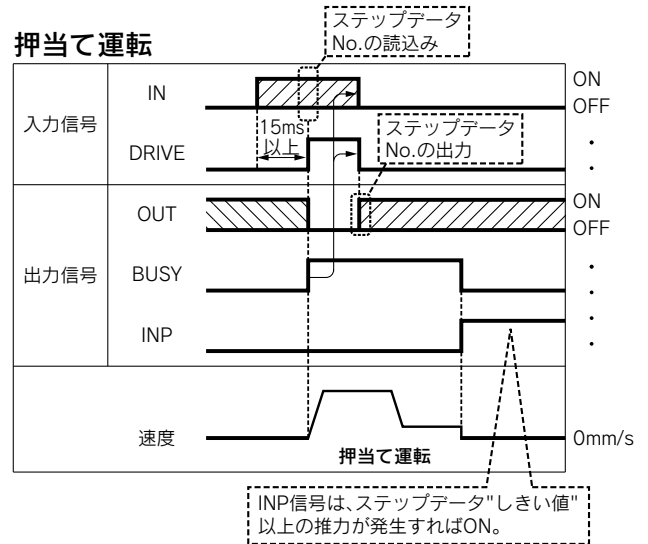 ステップデータ
No.の読込み
押当て運転
入力信号
IN
ON
OFF
15ms
以上
DRIVE
ステップデータ
No.の出力
出力信号
OUT
ON
OFF
BUSY
INP
速度
0mm/s
押当て運転
INP信号は、ステップデータ"しきい値"
以上の推力が発生すればON。